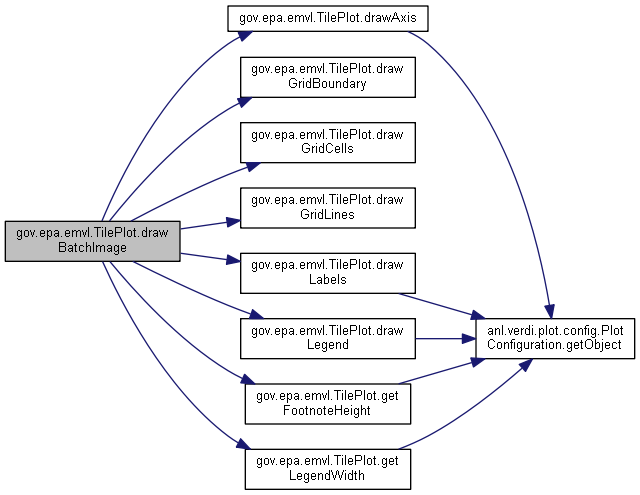 gov.epa.emvl.TilePlot.drawAxis
gov.epa.emvl.TilePlot.draw
GridBoundary
gov.epa.emvl.TilePlot.draw
GridCells
gov.epa.emvl.TilePlot.draw
GridLines
gov.epa.emvl.TilePlot.draw
BatchImage
gov.epa.emvl.TilePlot.draw
Labels
gov.epa.emvl.TilePlot.draw
Legend
anl.verdi.plot.config.Plot
Configuration.getObject
gov.epa.emvl.TilePlot.get
FootnoteHeight
gov.epa.emvl.TilePlot.get
LegendWidth